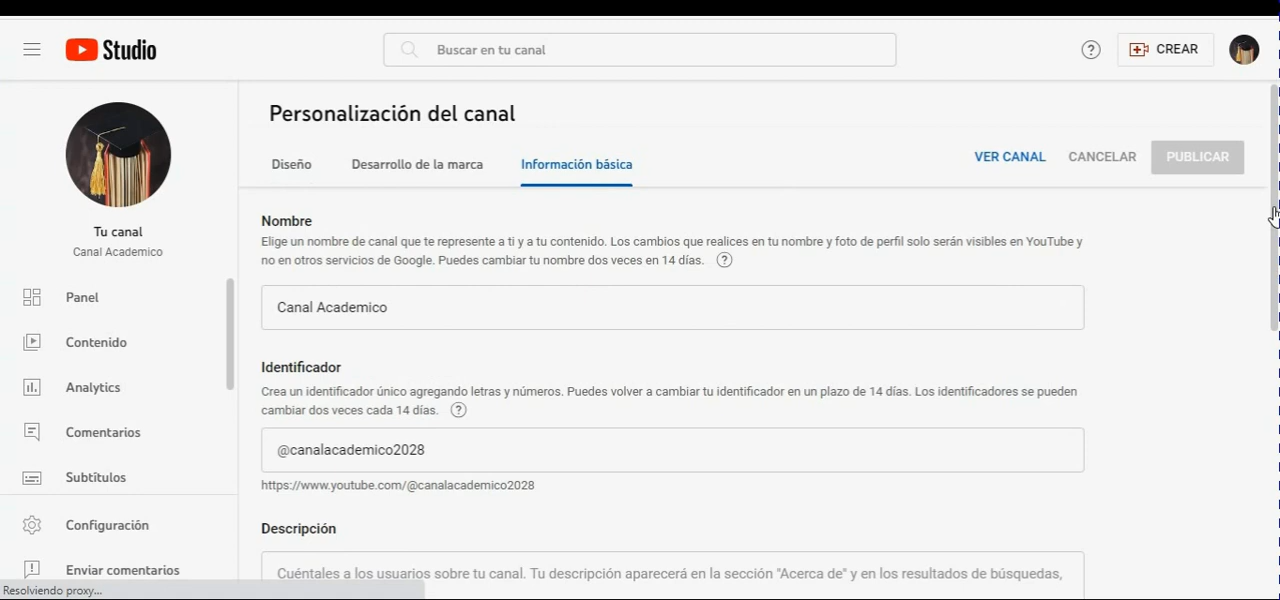 Studio
Buscar en tu canal
CREAR
Personalización del canal
Diseño
Desarrollo de la marca
Información básica
VER CANAL
CANCELAR
PUBLICAR
Tu canal
Canal Academico
Panel
Contenido
Analytics
Comentarios
Subtítulos
Configuración
Enviar comentarios
Nombre
Elige un nombre de canal que te represente a ti y a tu contenido. Los cambios que realices en tu nombre y foto de perfil solo serán visibles en YouTube y
no en otros servicios de Google. Puedes cambiar tu nombre dos veces en 14 días.
Canal Academico
Identificador
Crea un identificador único agregando letras y números. Puedes volver a cambiar tu identificador en un plazo de 14 días. Los identificadores se pueden
cambiar dos veces cada 14 días.
@canalacademico2028
https://www.youtube.com/@canalacademico2028
Descripción
Cuéntales a los usuarios sobre tu canal. Tu descripción aparecerá en la sección "Acerca de" y en los resultados de búsquedas,
Resolviendo proxy...